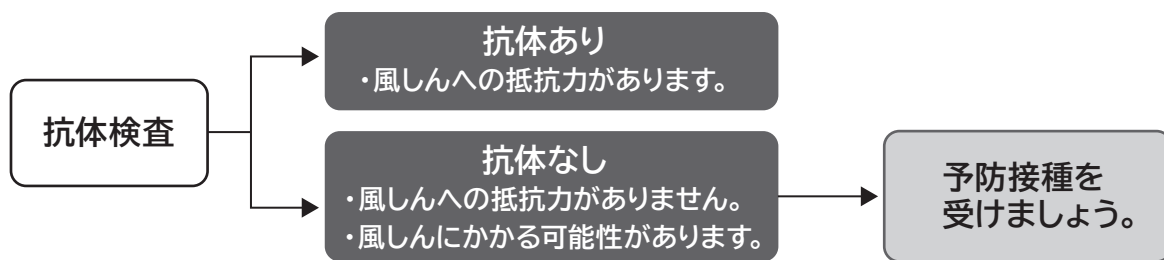 抗体検査
抗体あり
・風しんへの抵抗力があります。
抗体なし
・風しんへの抵抗力がありません。
・風しんにかかる可能性があります。
予防接種を
受けましょう。